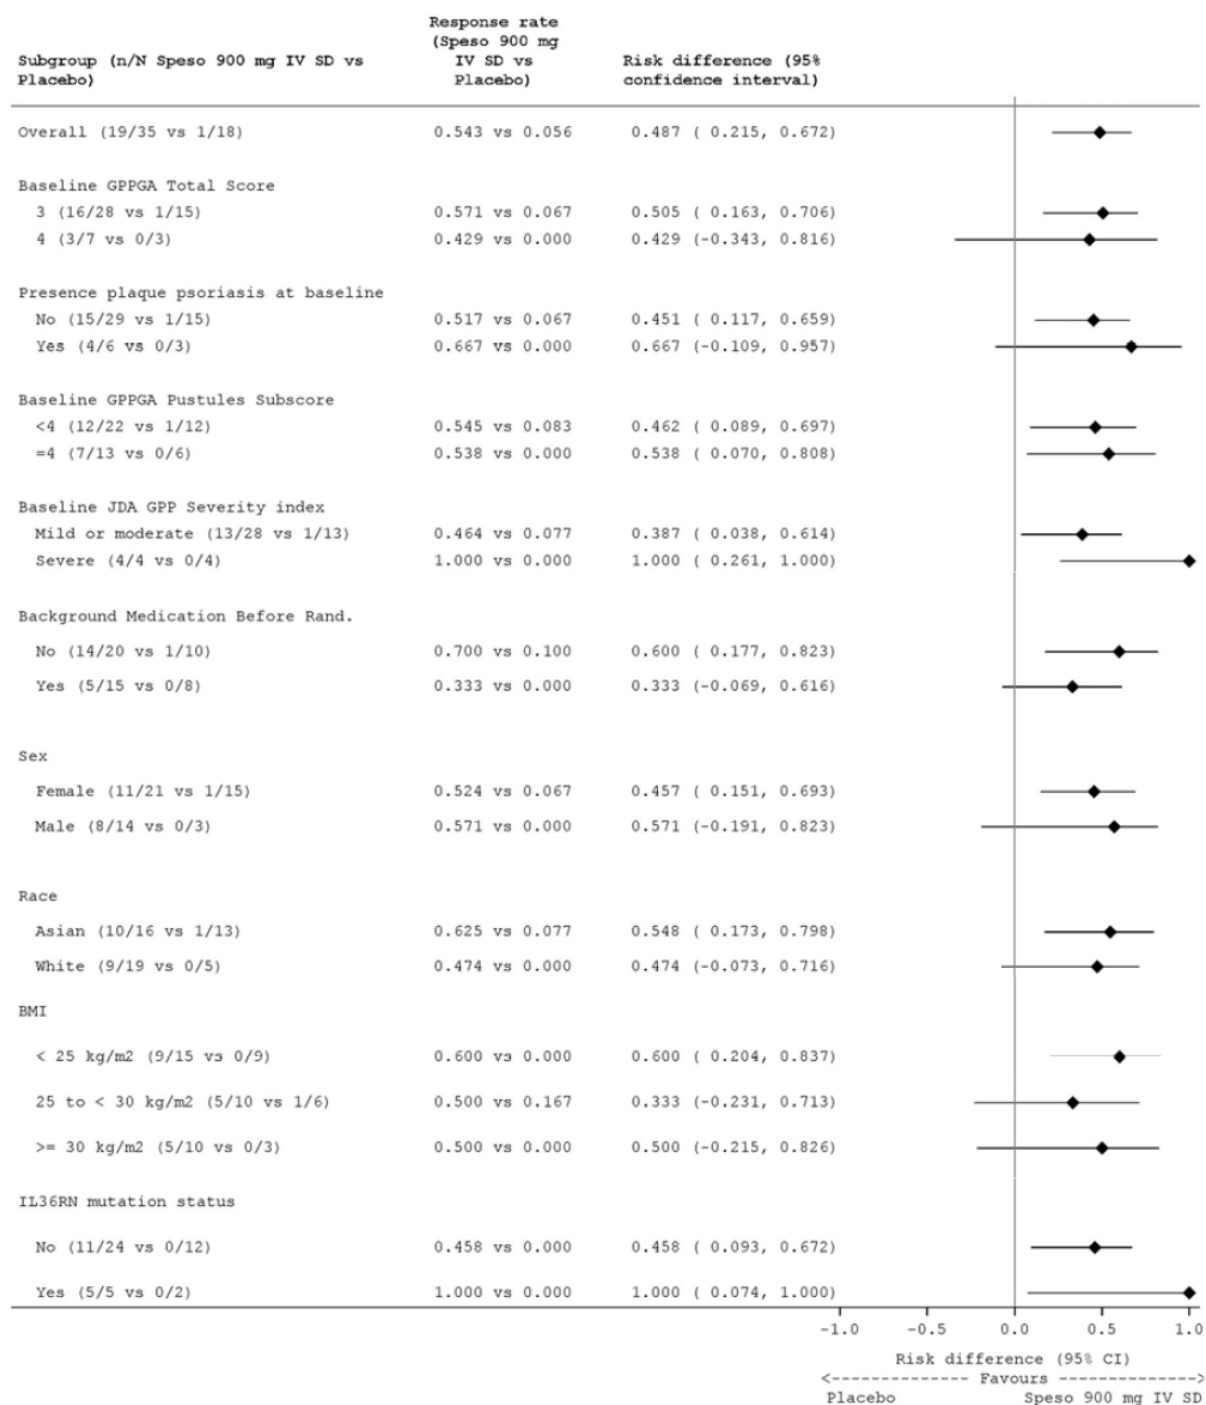 Response rate
(Speso 900 mg
Subgroup (n/N Speso 900 mg IV SD vs IV SD vs Risk difference (95%
Placebo) Placebo) confidence interval)
Overall (19/35 vs 1/18) 0.543 vs 0.056 0.487 ( 0.215, 0.672)
Baseline GPPGA Total Score
3 (16/28 vs 1/15) 0.571 vs 0.067 0.505 ( 0.163, 0.706)
4 (3/7 vs 0/3) 0.429 vs 0.000 0.429 (-0.343, 0.816)
Presence plaque psoriasis at baseline
No (15/29 vs 1/15) 0.517 vs 0.067 0.451 ( 0.117, 0.659)
Yes (4/6 vs 0/3) 0.667 vs 0.000 0.667 (-0.109, 0.957)
Baseline GPPGA Pustules Subscore
<4 (12/22 vs 1/12) 0.545 vs 0.083 0.462 ( 0.089, 0.697)
=4 (7/13 vs 0/6) 0.538 vs 0.000 0.538 ( 0.070, 0.808)
Baseline JDA GPP Severity index
Mild or moderate (13/28 vs 1/13) 0.464 vs 0.077 0.387 ( 0.038, 0.614)
Severe (4/4 vs 0/4) 1.000 vs 0.000 1.000 ( 0.261, 1.000)
Background Medication Before Rand.
No (14/20 vs 1/10) 0.700 vs 0.100 0.600 ( 0.177, 0.823)
Yes (5/15 vs 0/8) 0.333 vs 0.000 0.333 (-0.069, 0.616)
Sex
Female (11/21 vs 1/15) 0.524 vs 0.067 0.457 ( 0.151, 0.693)
Male (8/14 vs 0/3) 0.571 vs 0.000 0.571 (-0.191, 0.823)
Race
Asian (10/16 vs 1/13) 0.625 vs 0.077 0.548 ( 0.173, 0.798)
White (9/19 vs 0/5) 0.474 vs 0.000 0.474 (-0.073, 0.716)
BMI
< 25 kg/m2 (9/15 vs 0/9) 0.600 vs 0.000 0.600 ( 0.204, 0.837)
25 to < 30 kg/m2 (5/10 vs 1/6) 0.500 vs 0.167 0.333 (-0.231, 0.713)
>= 30 kg/m2 (5/10 vs 0/3) 0.500 vs 0.000 0.500 (-0.215, 0.826)
IL36RN mutation status
No (11/24 vs 0/12) 0.458 vs 0.000 0.458 ( 0.093, 0.672)
Yes (5/5 vs 0/2) 1.000 vs 0.000 1.000 ( 0.074, 1.000)
-1.0 -0.5 0.0 0.5 1.0
Risk difference (95% CI)
<-------------- Favours -------------->
Placebo Speso 900 mg IV SD